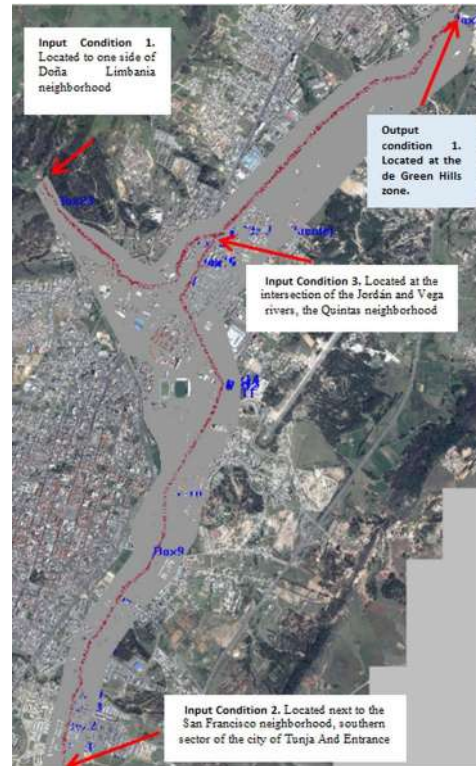 Input Condition 1.
Located to one side of
Doña Limbania
neighborhood
Output
condition 1.
Located at the
de Green Hills
zone.
Input Condition 3. Located at the
intersection of the Jordán and Vega
rivers, the Quintas neighborhood
11
10
Input Condition 2. Located next to the
San Francisco neighborhood, southern
sector of the city of Tunja And Entrance